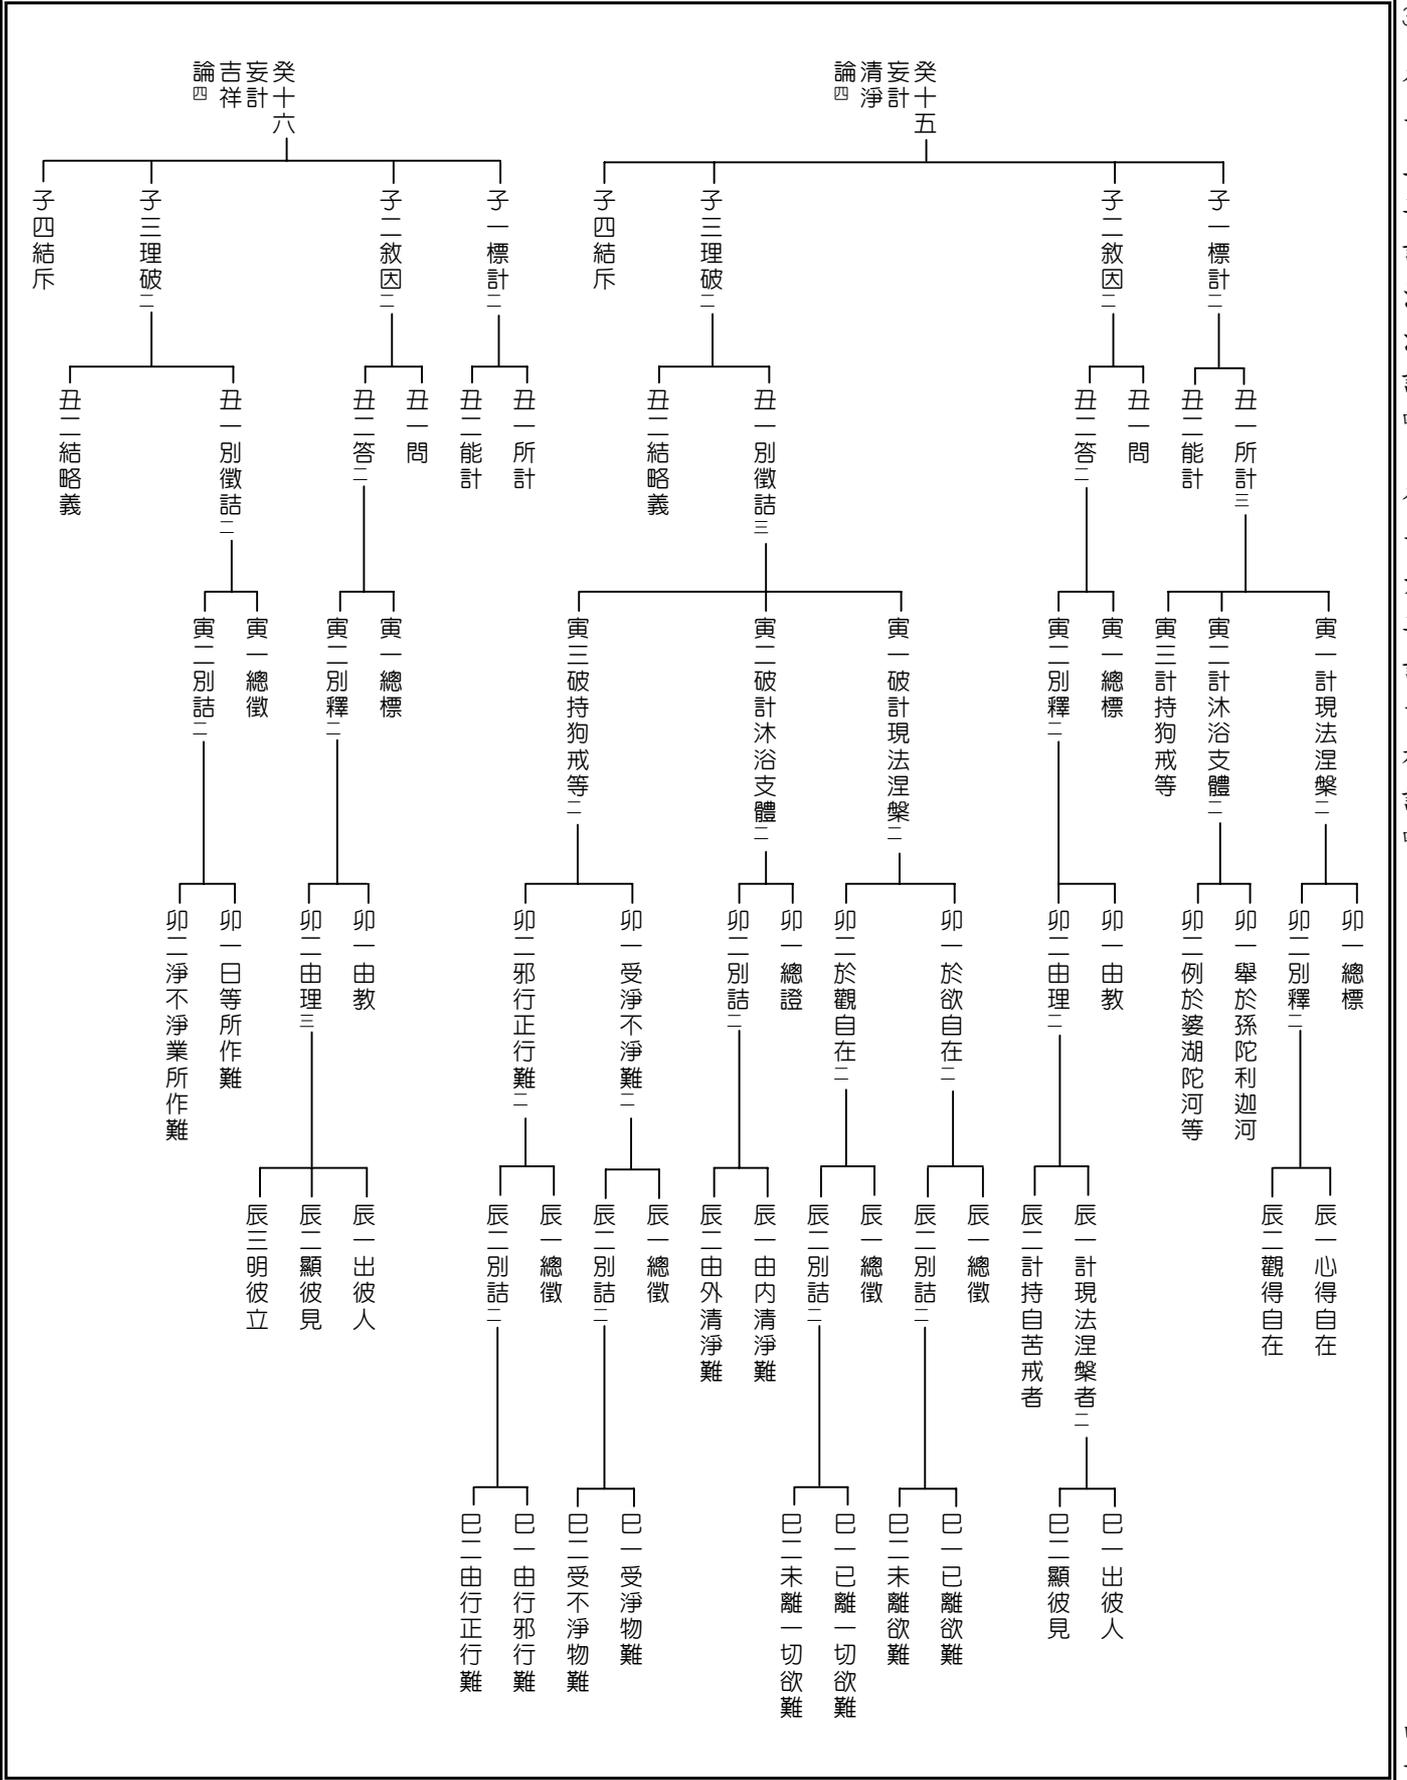 癸十五
妄計
清淨
論四
子一標計二
丑一所計三
寅一計現法涅槃二
卯一總標
卯二別釋二
辰一心得自在
辰二觀得自在
寅二計沐浴支體二
卯一舉於孫陀利迦河
卯二例於婆湖陀河等
寅三計持狗戒等
丑二能計
子二敘因二
丑一問
丑二答二
寅一總標
寅二別釋二
卯一由教
卯二由理二
辰一計現法涅槃者二
巳一出彼人
巳二顯彼見
辰二計持自苦戒者
子三理破二
丑一別徵詰三
寅一破計現法涅槃二
卯一於欲自在二
辰一總徵
辰二別詰二
巳一已離欲難
巳二未離欲難
卯二於觀自在二
辰一總徵
辰二別詰二
巳一已離一切欲難
巳二未離一切欲難
寅二破計沐浴支體二
卯一總證
卯二別詰二
辰一由內清淨難
辰二由外清淨難
寅三破持狗戒等二
卯一受淨不淨難二
辰一總徵
辰二別詰二
巳一受淨物難
巳二受不淨物難
卯二邪行正行難二
辰一總徵
辰二別詰二
巳一由行邪行難
巳二由行正行難
丑二結略義
子四結斥
癸十六
妄計
吉祥
論四
子一標計二
丑一所計
丑二能計
子二敘因二
丑一問
丑二答二
寅一總標
寅二別釋二
卯一由教
卯二由理三
辰一出彼人
辰二顯彼見
辰三明彼立
子三理破二
丑一別徵詰二
寅一總徵
寅二別詰二
卯一日等所作難
卯二淨不淨業所作難
丑二結略義
子四結斥